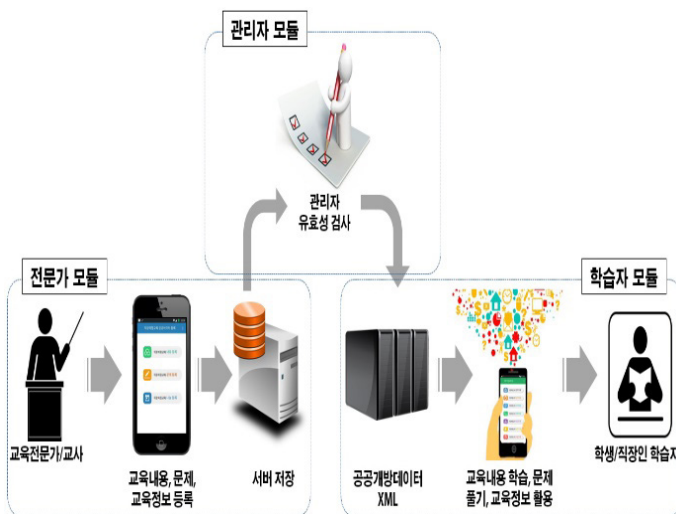 관리자 모듈
관리자
유효성 검사
전문가 모듈
학습자 모듈
교육전문가/교사
교육내용, 문제,
교육정보 등록
서버 저장
공공개방데이터
XML
교육내용 학습, 문제
풀기, 교육정보 활용
학생/직장인 학습자